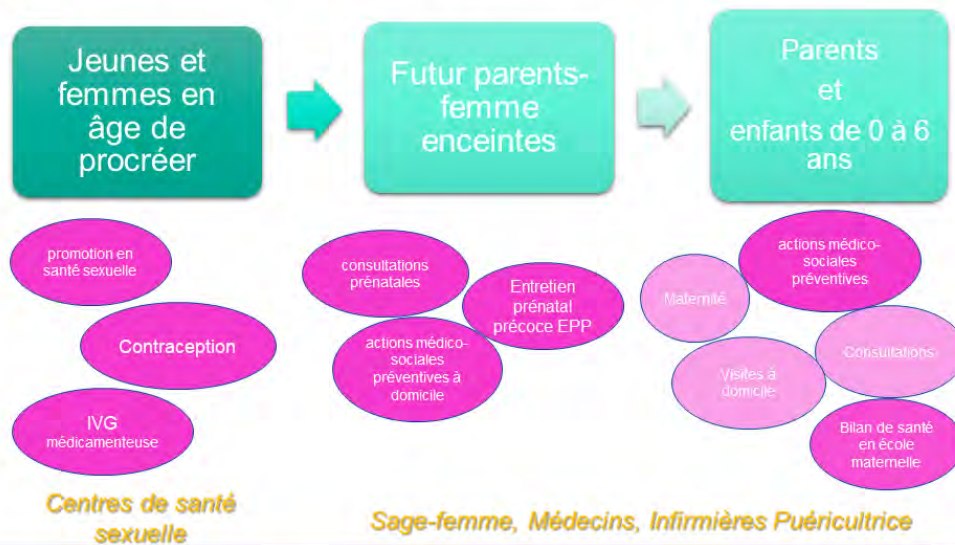 Jeunes et
femmes en
âge de
procréer
Futur parents-
femme
enceintes
Parents
et
enfants de 0 à 6
ans
promotion en
santé sexuelle
Contraception
IVG
médicamenteuse
consultations
prénatales
Entretien
prénatal
précoce EPP
actions médico-
sociales
préventives à
domicile
actions médico-
sociales
préventives
Maternité
Consultations
Visites à
domicile
Bilan de santé
en école
maternelle
Centres de santé
sexuelle
Sage-femme, Médecins, Infirmières Puéricultrice